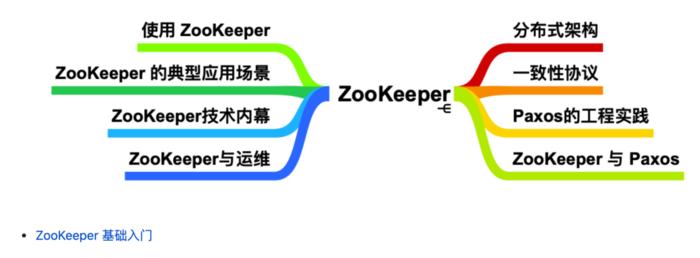 使用 ZooKeeper
ZooKeeper 的典型应用场景
ZooKeeper技术内幕
ZooKeeper与运维
ZooKeeper
分布式架构
一致性协议
Paxos的工程实践
ZooKeeper 与 Paxos
ZooKeeper 基础入门